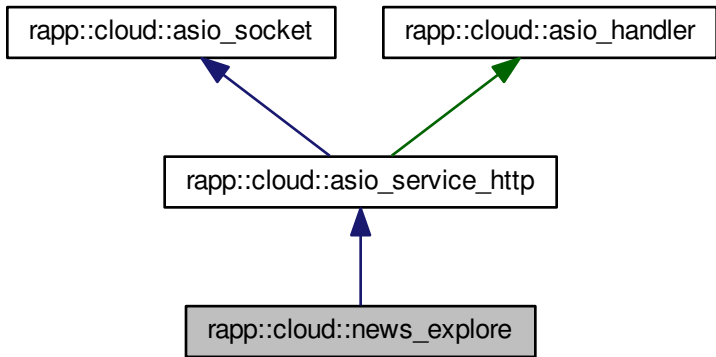 rapp::cloud::asio_socket
rapp::cloud::asio_handler
rapp::cloud::asio_service_http
rapp::cloud::news_explore